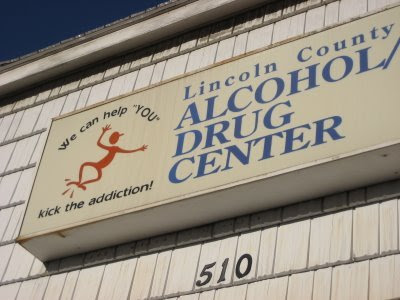 We can help "YOU"
kick the addiction!
Lincoln County
ALCOHOL/
DRUG
CENTER
510